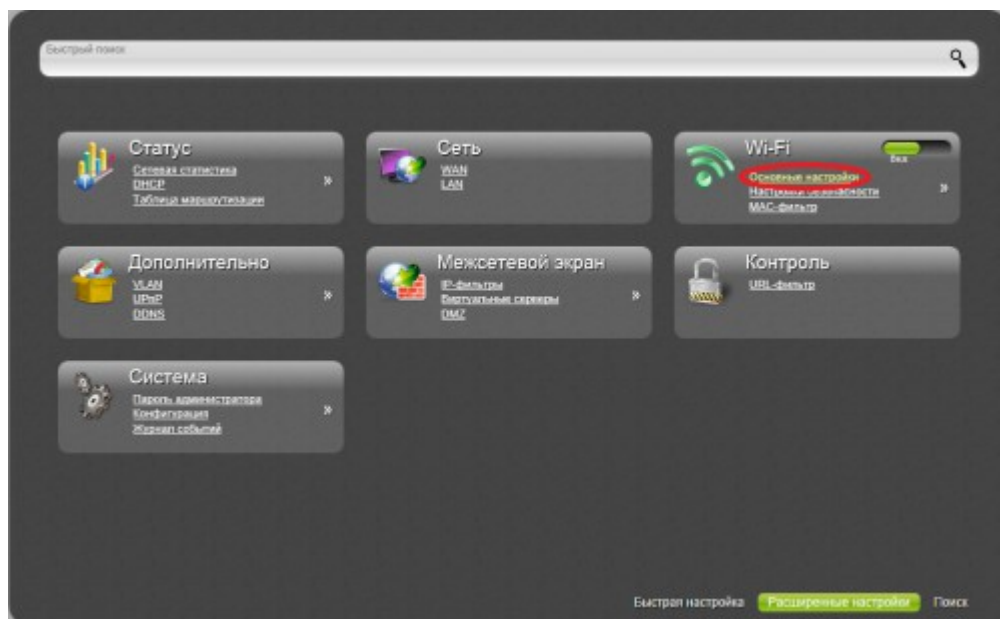 Быстрый поиск
Статус
Сетевая статистика
DHCP
Таблица маршрутизации
»
Сеть
WAN
LAN
Wi-Fi
Вкл
Основные настройки
Настройки безопасности
MAC-фильтр
»
Дополнительно
VLAN
UPnP
DDNS
»
Межсетевой экран
IP-фильтры
Виртуальные серверы
DMZ
»
Контроль
URL-фильтр
Система
Пароль администратора
Конфигурация
Журнал событий
»
Быстрая настройка Расширенные настройки Поиск